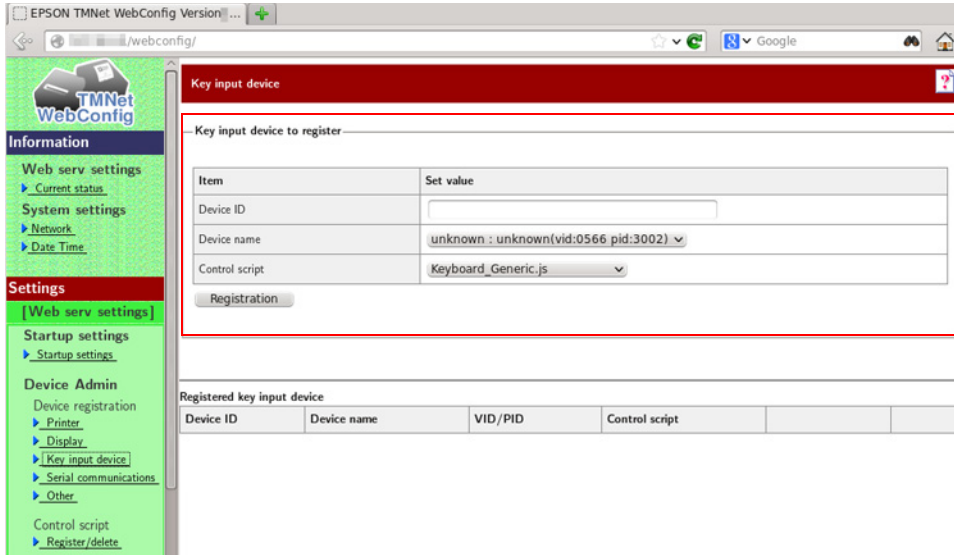 EPSON TMNet WebConfig Version ...
/webconfig/
Google
TMNet
WebConfig
Information
Web serv settings
Current status
System settings
Network
Date Time
Settings
[Web serv settings]
Startup settings
Startup settings
Device Admin
Device registration
Printer
Display
Key input device
Serial communications
Other
Control script
Register/delete
Key input device
?
Key input device to register
Item Set value
Device ID
Device name unknown : unknown(vid:0566 pid:3002)
Control script Keyboard_Generic.js
Registration
Registered key input device
Device ID Device name VID/PID Control script